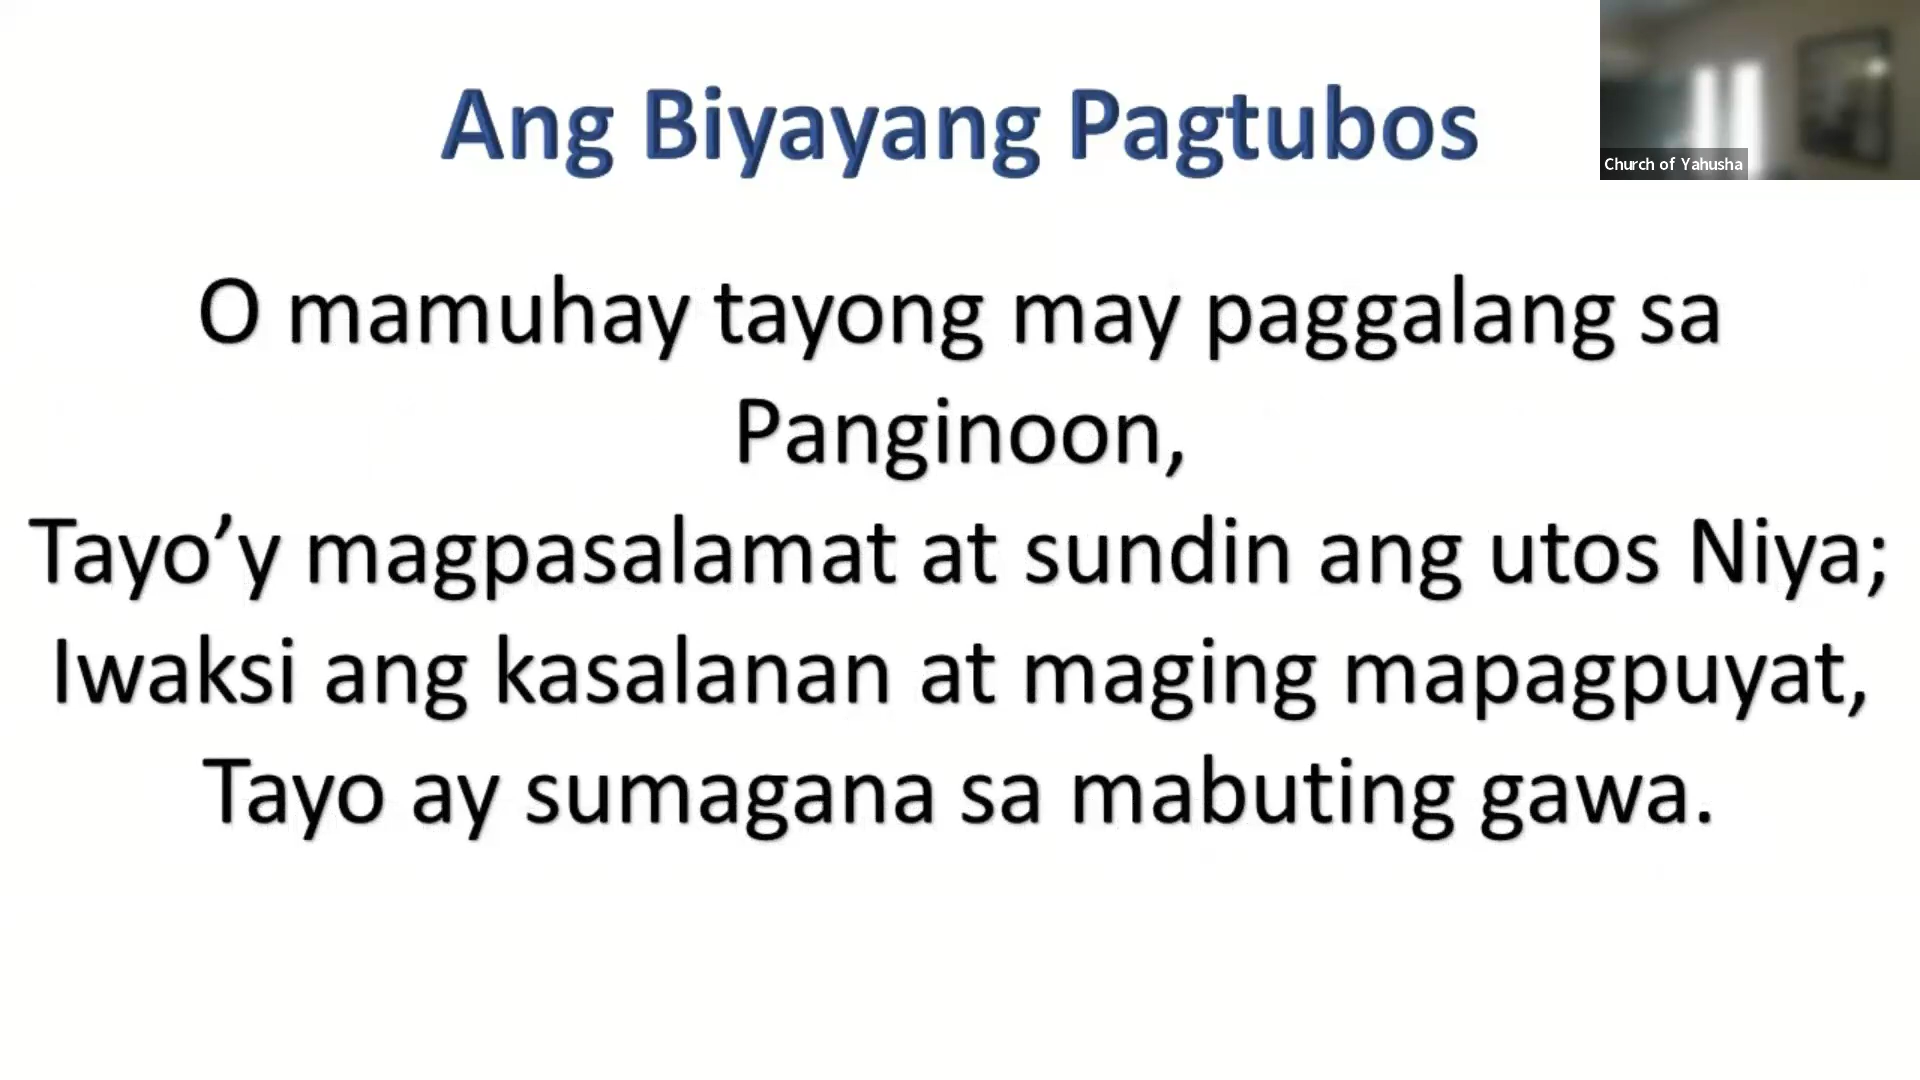 Ang Biyayang Pagtubos
Church of Yahusha
O mamuhay tayong may paggalang sa
Panginoon,
Tayo’y magpasalamat at sundin ang utos Niya;
Iwaksi ang kasalanan at maging mapagpuyat,
Tayo ay sumagana sa mabuting gawa.